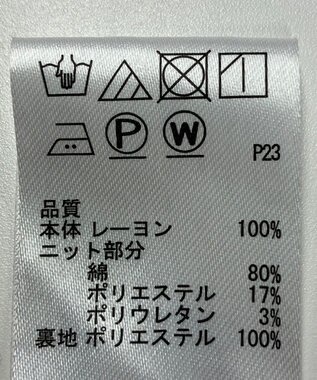 P W P23
品質
本体 レーヨン 100%
ニット部分
綿 80%
ポリエステル 17%
ポリウレタン 3%
裏地 ポリエステル 100%